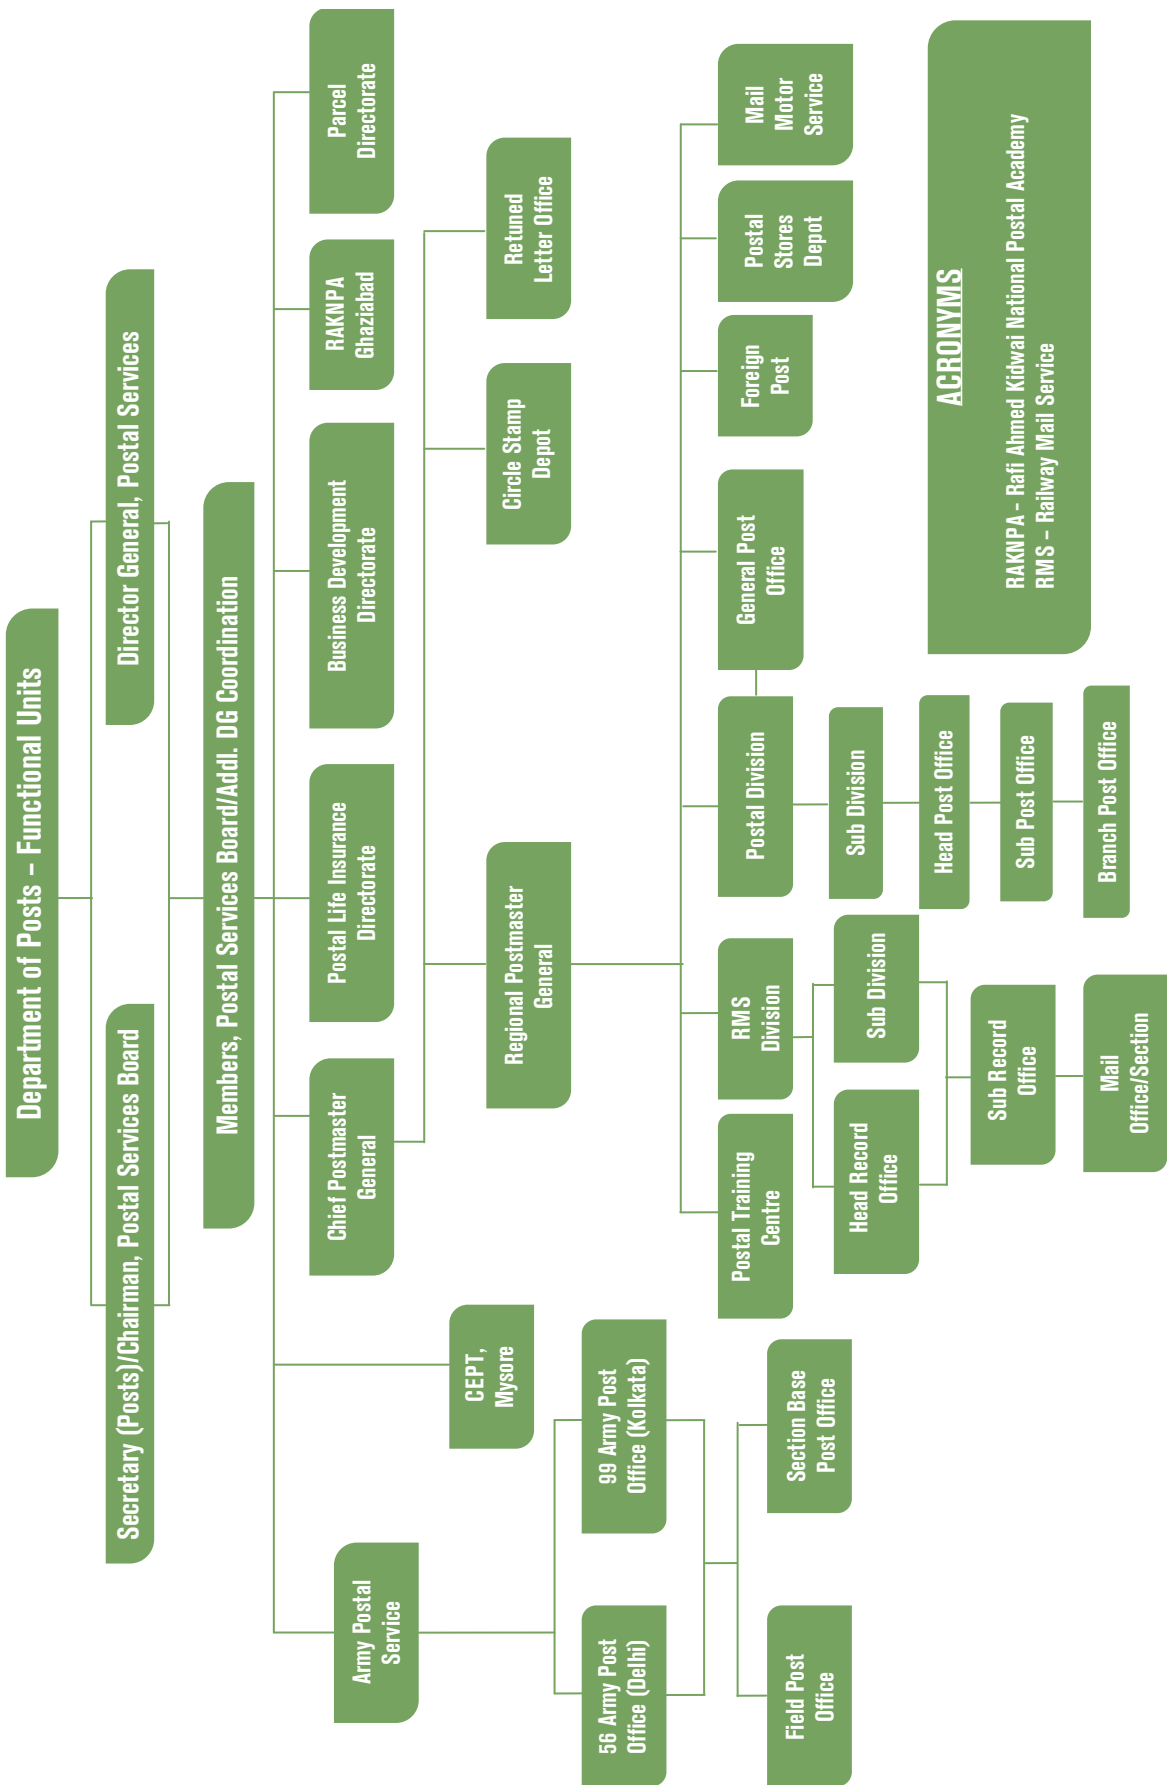 Department of Posts – Functional Units
Secretary (Posts)/Chairman, Postal Services Board
Director General, Postal Services
Members, Postal Services Board/Addl. DG Coordination
Army Postal
Service
CEPT,
Mysore
Chief Postmaster
General
Postal Life Insurance
Directorate
Business Development
Directorate
RAKNPA
Ghaziabad
Parcel
Directorate
Regional Postmaster
General
Circle Stamp
Depot
Retuned
Letter Office
56 Army Post
Office (Delhi)
99 Army Post
Office (Kolkata)
Field Post
Office
Section Base
Post Office
Postal Training
Centre
RMS
Division
Postal Division
General Post
Office
Foreign
Post
Postal
Stores
Depot
Mail
Motor
Service
Head Record
Office
Sub Division
Sub Record
Office
Mail
Office/Section
Sub Division
Head Post Office
Sub Post Office
Branch Post Office
ACRONYMS
RAKNPA – Rafi Ahmed Kidwai National Postal Academy
RMS – Railway Mail Service